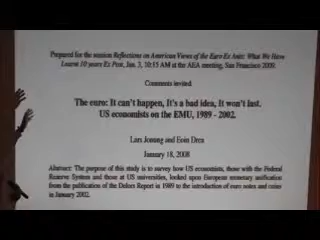 Prepared for the session Reflections on American Views of the Euro Ex Ante: What We Have
Learnt 10 years Ex Post, Jan. 3, 10:15 AM at the AEA meeting, San Francisco 2009.
Comments invited
The euro: It can't happen, It's a bad idea, It won't last.
US economists on the EMU, 1989 - 2002.
Lars Jonung and Eoin Drea
January 18, 2008
Abstract: The purpose of this study is to survey how US economists, those with the Federal
Reserve System and those at US universities, looked upon European monetary unification
from the publication of the Delors Report in 1989 to the introduction of euro notes and coins
in January 2002.